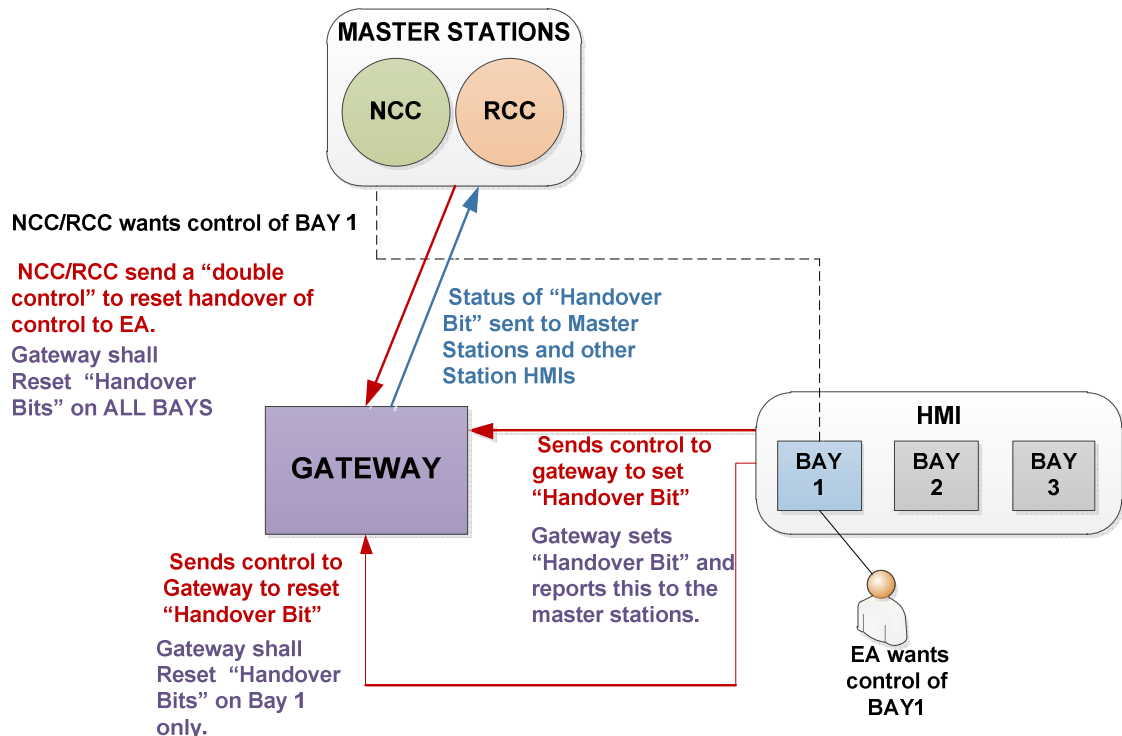 MASTER STATIONS
NCC
RCC
NCC/RCC wants control of BAY 1
NCC/RCC send a “double
control” to reset handover of
control to EA.
Gateway shall
Reset “Handover
Bits” on ALL BAYS
Status of “Handover
Bit” sent to Master
Stations and other
Station HMIs
GATEWAY
HMI
BAY
1
BAY
2
BAY
3
Sends control to
gateway to set
“Handover Bit”
Gateway sets
“Handover Bit” and
reports this to the
master stations.
Sends control to
Gateway to reset
“Handover Bit”
Gateway shall
Reset “Handover
Bits” on Bay 1
only.
EA wants
control of
BAY1